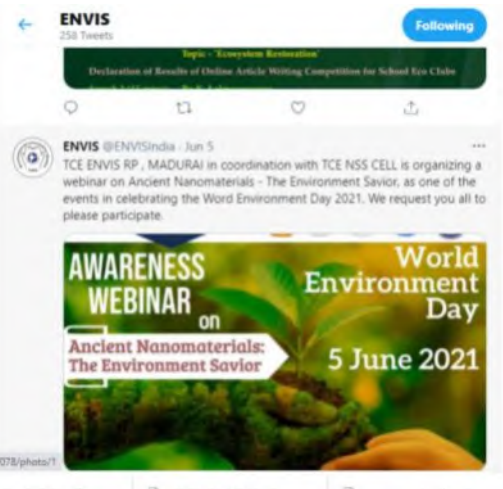 ENVIS
258 Tweets
Following
Topic - 'Ecosystem Restoration'
Declaration of Results of Online Article Writing Competition for School Eco Clubs
ENVIS @ENVISindia · Jun 5
TCE ENVIS RP , MADURAI in coordination with TCE NSS CELL is organizing a
webinar on Ancient Nanomaterials - The Environment Savior, as one of the
events in celebrating the Word Environment Day 2021. We request you all to
please participate.
AWARENESS
WEBINAR
on
Ancient Nanomaterials:
The Environment Savior
World
Environment
Day
5 June 2021
078/photo/1